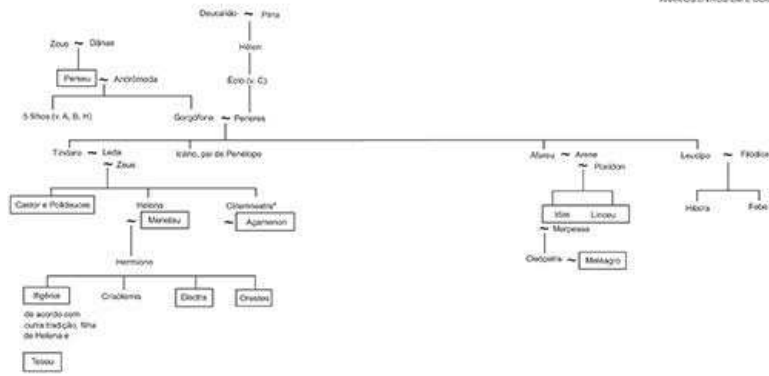 Deucalião ~ Pirra
Zeus ~ Dânae
Hélen
Perseu ~ Andrômeda
Éolo (v. C)
5 filhos (v. A, B, H)
Gorgófone ~ Perieres
Tíndaro ~ Leda
~ Zeus
Icário, pai de Penélope
Afareu ~ Arene
~ Posídon
Leucipo ~ Filódice
Castor e Polideuces
Helena
~ Menelau
Clitemnestra*
~ Agamenon
Idas Linceu
~ Marpessa
Hilaíra
Febe
Hermíone
Cleópatra ~ Meléagro
Ifigênia
Crisótemis
Electra
Orestes
de acordo com
outra tradição, filha
de Helena e
Teseu